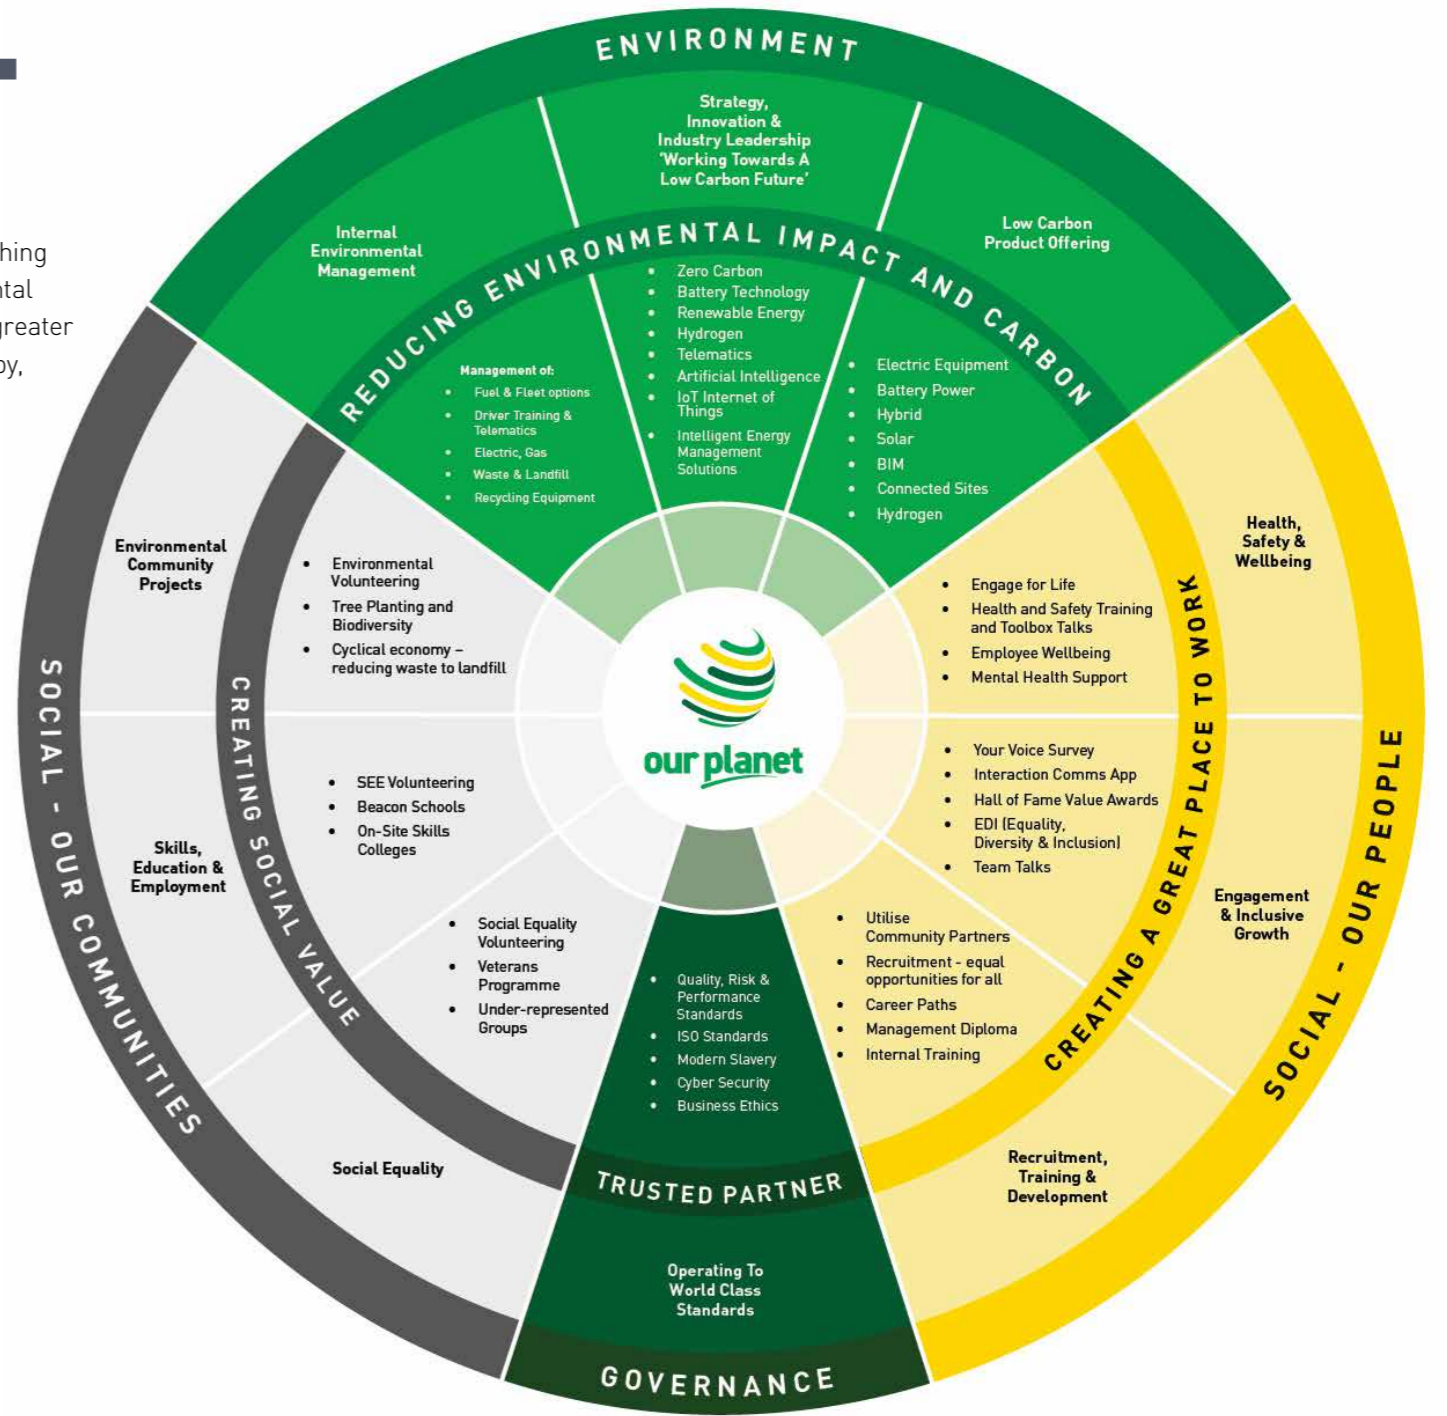 ENVIRONMENT
Strategy,
Innovation &
Industry Leadership
'Working Towards A
Low Carbon Future'
Internal
Environmental
Management
Low Carbon
Product Offering
REDUCING ENVIRONMENTAL IMPACT AND CARBON
Management of:
• Fuel & Fleet options
• Driver Training &
Telematics
• Electric, Gas
• Waste & Landfill
• Recycling Equipment
• Zero Carbon
• Battery Technology
• Renewable Energy
• Hydrogen
• Telematics
• Artificial Intelligence
• IoT Internet of
Things
• Intelligent Energy
Management
Solutions
• Electric Equipment
• Battery Power
• Hybrid
• Solar
• BIM
• Connected Sites
• Hydrogen
hing
ntal
greater
by,
SOCIAL - OUR COMMUNITIES
Environmental
Community
Projects
Skills,
Education &
Employment
Social Equality
CREATING SOCIAL VALUE
• Environmental
Volunteering
• Tree Planting and
Biodiversity
• Cyclical economy –
reducing waste to landfill
• SEE Volunteering
• Beacon Schools
• On-Site Skills
Colleges
• Social Equality
Volunteering
• Veterans
Programme
• Under-represented
Groups
our planet
• Engage for Life
• Health and Safety Training
and Toolbox Talks
• Employee Wellbeing
• Mental Health Support
• Your Voice Survey
• Interaction Comms App
• Hall of Fame Value Awards
• EDI (Equality,
Diversity & Inclusion)
• Team Talks
• Utilise
Community Partners
• Recruitment - equal
opportunities for all
• Career Paths
• Management Diploma
• Internal Training
CREATING A GREAT PLACE TO WORK
Health,
Safety &
Wellbeing
Engagement
& Inclusive
Growth
Recruitment,
Training &
Development
SOCIAL - OUR PEOPLE
• Quality, Risk &
Performance
Standards
• ISO Standards
• Modern Slavery
• Cyber Security
• Business Ethics
TRUSTED PARTNER
Operating To
World Class
Standards
GOVERNANCE